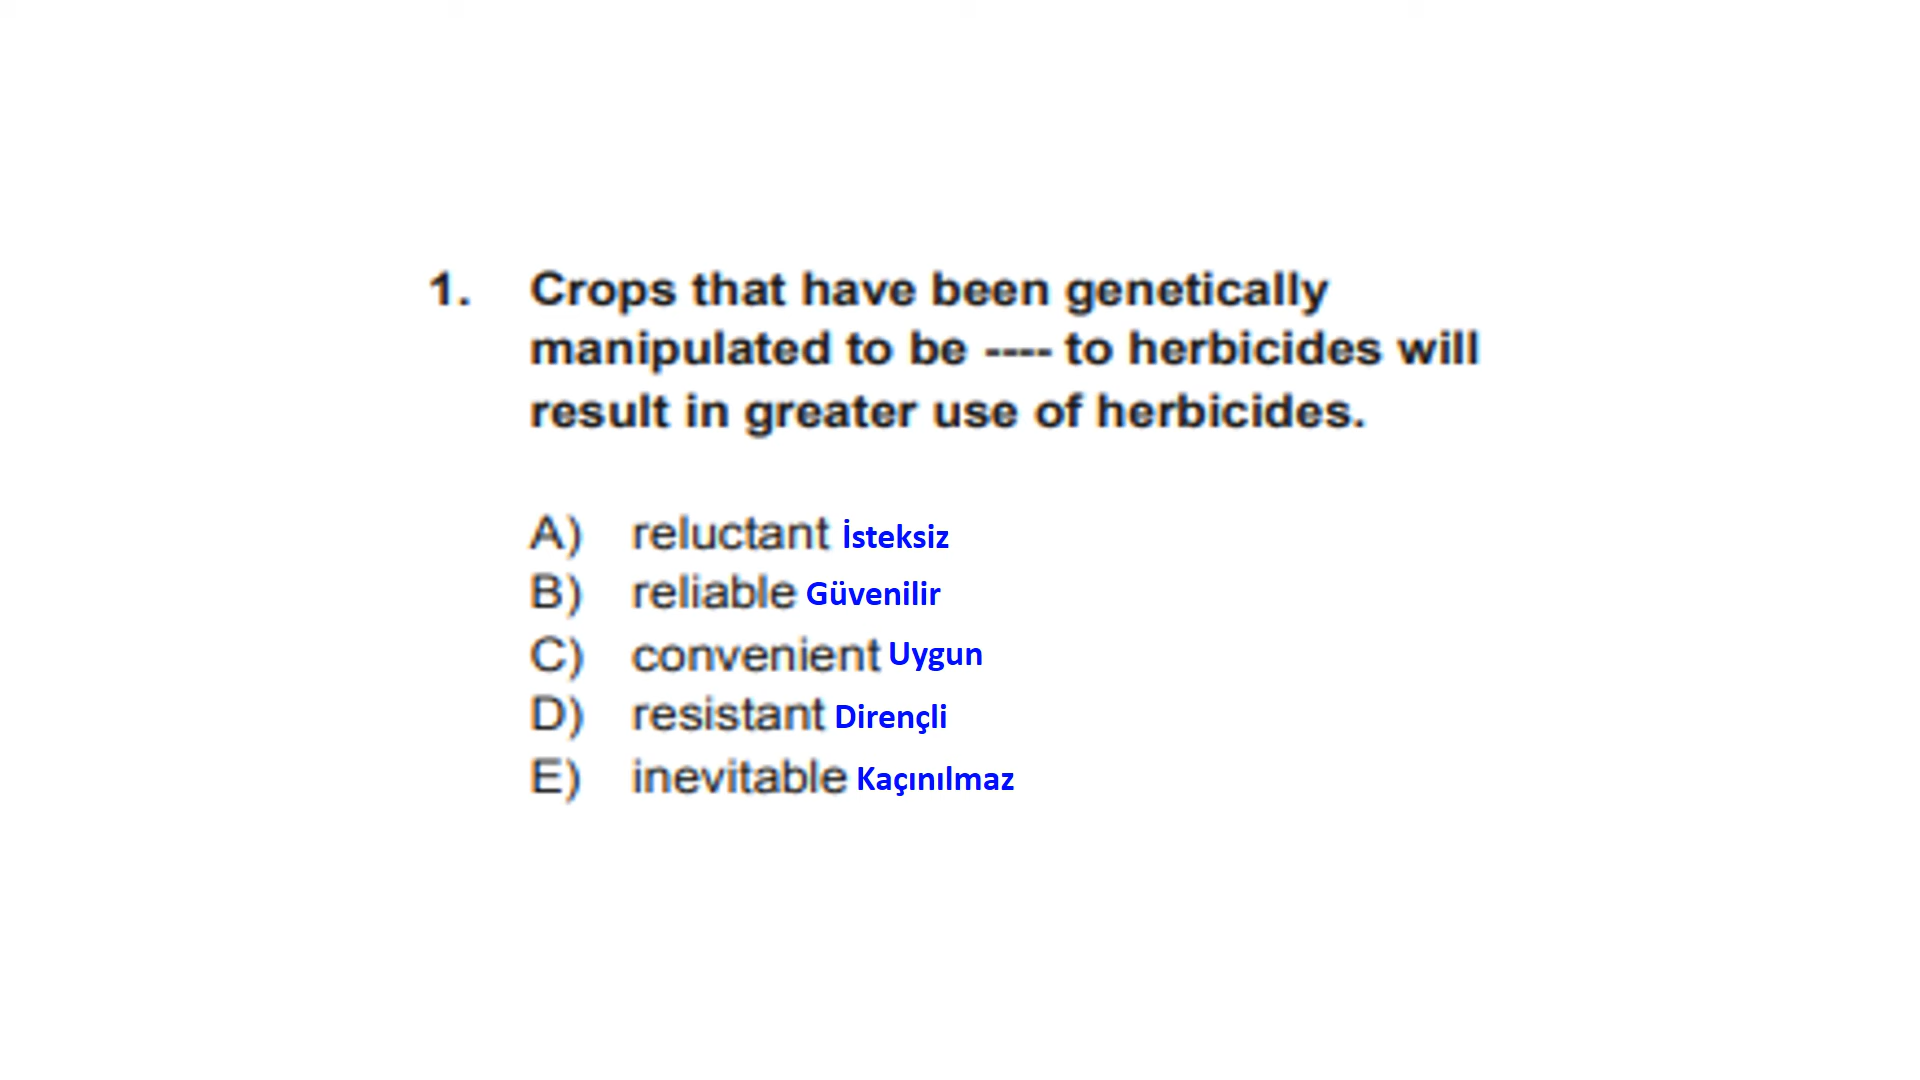 1. Crops that have been genetically
manipulated to be ---- to herbicides will
result in greater use of herbicides.
A) reluctant İsteksiz
B) reliable Güvenilir
C) convenient Uygun
D) resistant Dirençli
E) inevitable Kaçınılmaz